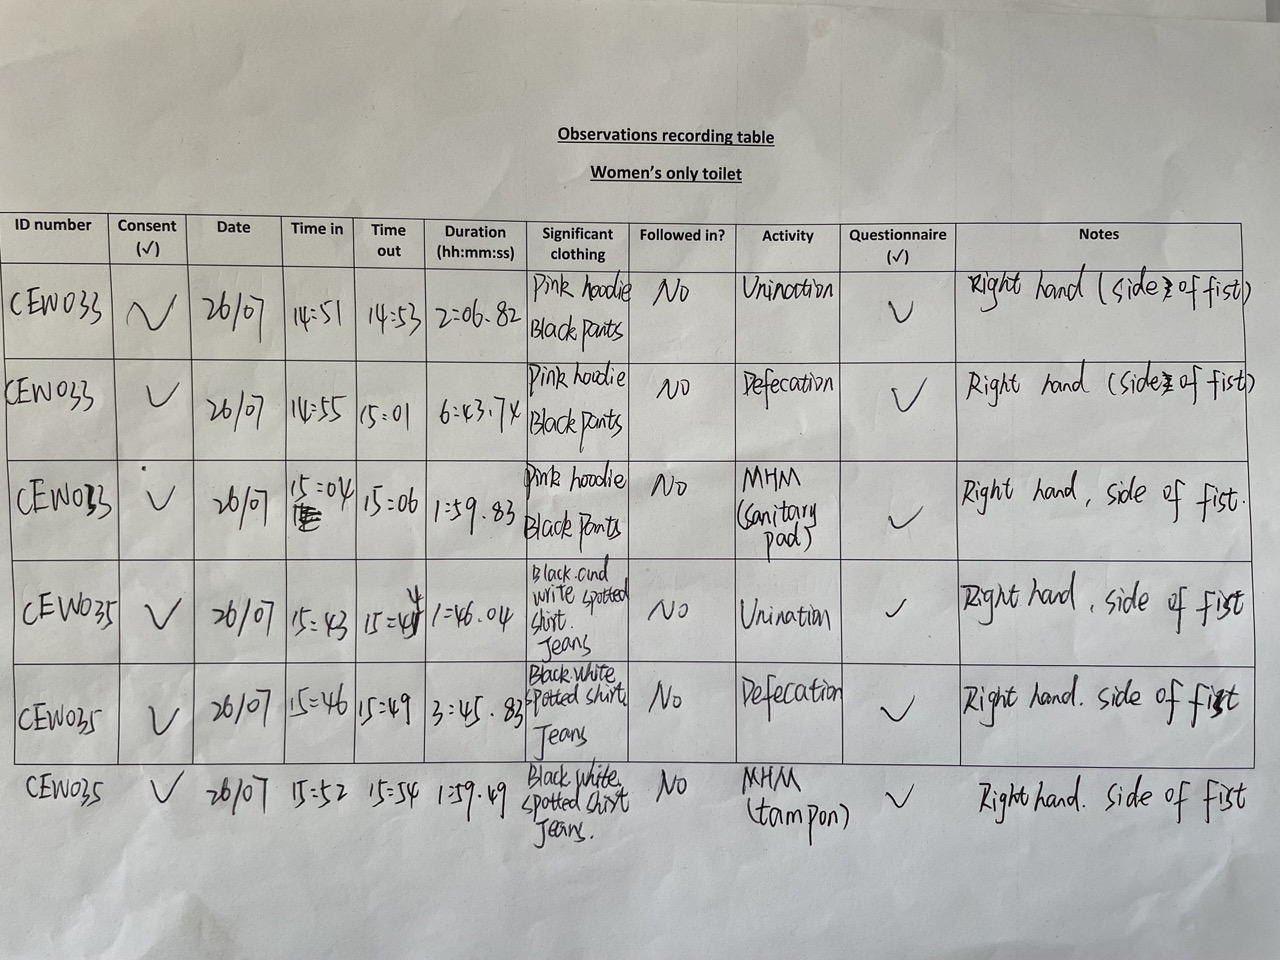 Observations recording table
Women's only toilet
ID number Consent (√) Date Time in Time out Duration (hh:mm:ss) Significant clothing Followed in? Activity Questionnaire (√) Notes
CEW033 √ 26/07 14:51 14:53 2:06.82 Pink hoodie Black pants No Urination √ Right hand (side of fist)
CEW033 √ 26/07 14:55 15:01 6:43.74 Pink hoodie Black pants No Defecation √ Right hand (side of fist)
CEW033 √ 26/07 15:04 15:06 1:59.83 Pink hoodie Black pants No MHM (sanitary pad) √ Right hand, side of fist.
CEW035 √ 26/07 15:43 15:44 1:46.04 Black and write spotted shirt. Jeans No Urination √ Right hand, side of fist
CEW035 √ 26/07 15:46 15:49 3:45.83 Black.white spotted shirt Jeans No Defecation √ Right hand. side of fist
CEW035 √ 26/07 15:52 15:54 1:59.49 Black white spotted shirt Jeans. No MHM (tampon) √ Right hand. side of fist